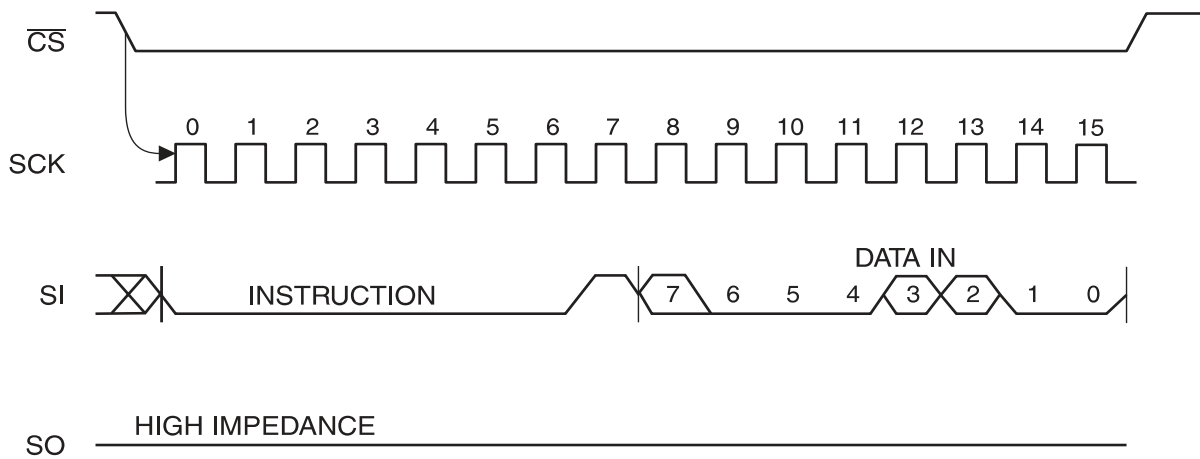 CS
0 1 2 3 4 5 6 7 8 9 10 11 12 13 14 15
SCK
DATA IN
SI INSTRUCTION 7 6 5 4 3 2 1 0
HIGH IMPEDANCE
SO